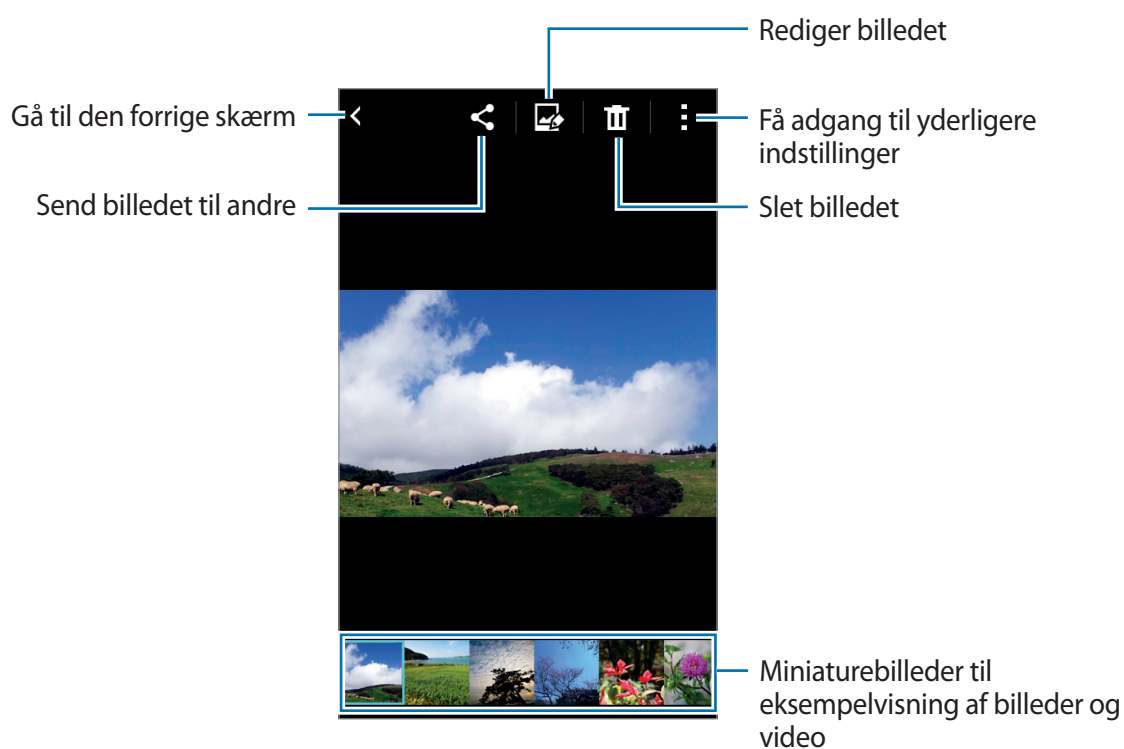 Rediger billedet
Gå til den forrige skærm
Få adgang til yderligere
indstillinger
Send billedet til andre
Slet billedet
Miniaturebilleder til
eksempelvisning af billeder og
video